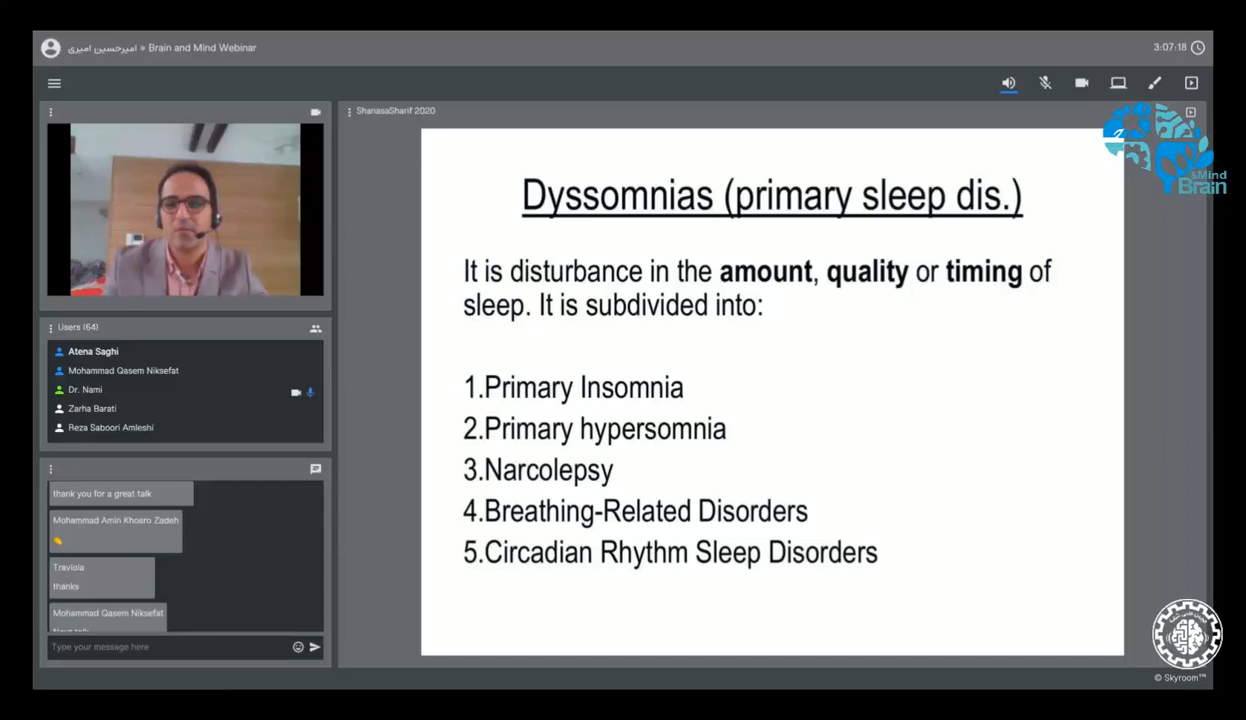 امیرحسین امیری » Brain and Mind Webinar
3:07:18
ShanasaSharif 2020
& Mind
Brain
Users (64)
Atena Saghi
Mohammad Qasem Niksefat
Dr. Nami
Zarha Barati
Reza Saboori Amleshi
thank you for a great talk
Mohammad Amin Khosro Zadeh
Traviola
thanks
Mohammad Qasem Niksefat
Type your message here
Dyssomnias (primary sleep dis.)
It is disturbance in the amount, quality or timing of
sleep. It is subdivided into:
1.Primary Insomnia
2.Primary hypersomnia
3.Narcolepsy
4.Breathing-Related Disorders
5.Circadian Rhythm Sleep Disorders
© Skyroom™